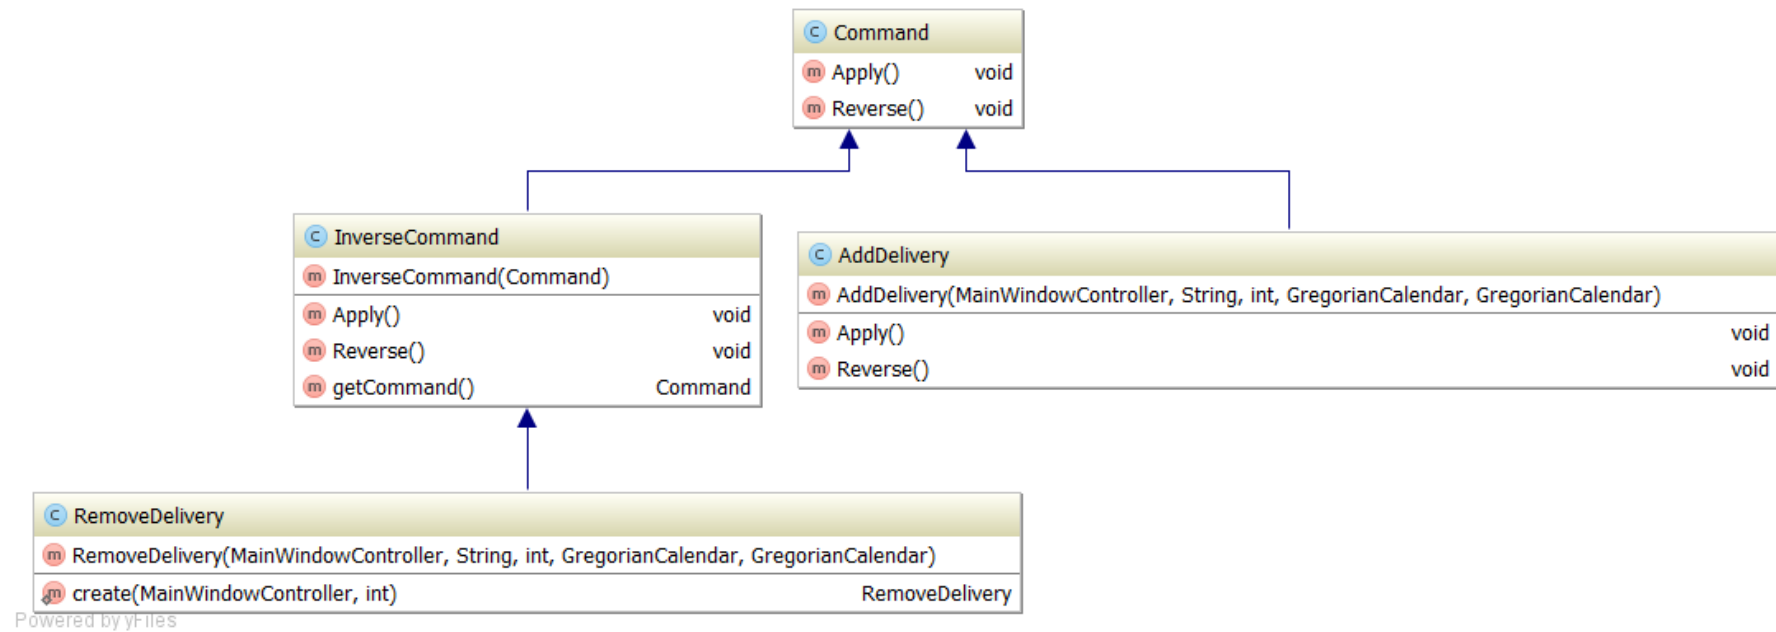 C Command
m Apply() void
m Reverse() void
C InverseCommand
m InverseCommand(Command)
m Apply() void
m Reverse() void
m getCommand() Command
C AddDelivery
m AddDelivery(MainWindowController, String, int, GregorianCalendar, GregorianCalendar)
m Apply() void
m Reverse() void
C RemoveDelivery
m RemoveDelivery(MainWindowController, String, int, GregorianCalendar, GregorianCalendar)
m create(MainWindowController, int) RemoveDelivery
Powered by yFiles